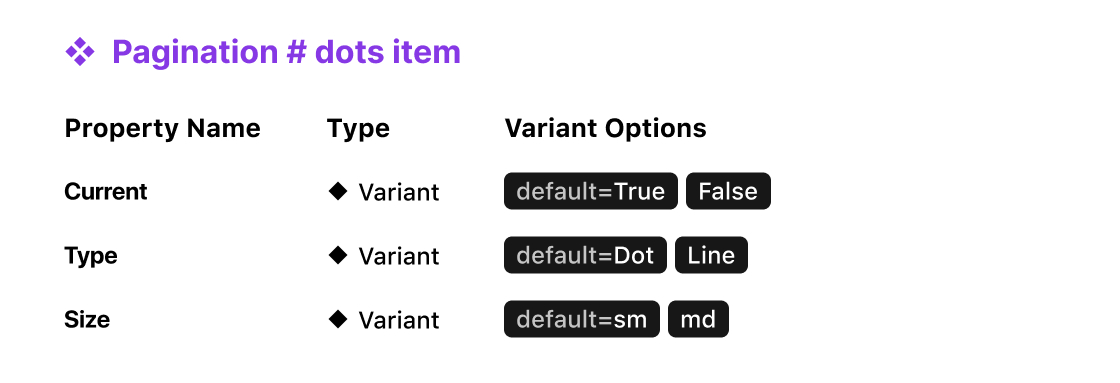 Pagination # dots item
Property Name Type Variant Options
Current Variant default=True False
Type Variant default=Dot Line
Size Variant default=sm md